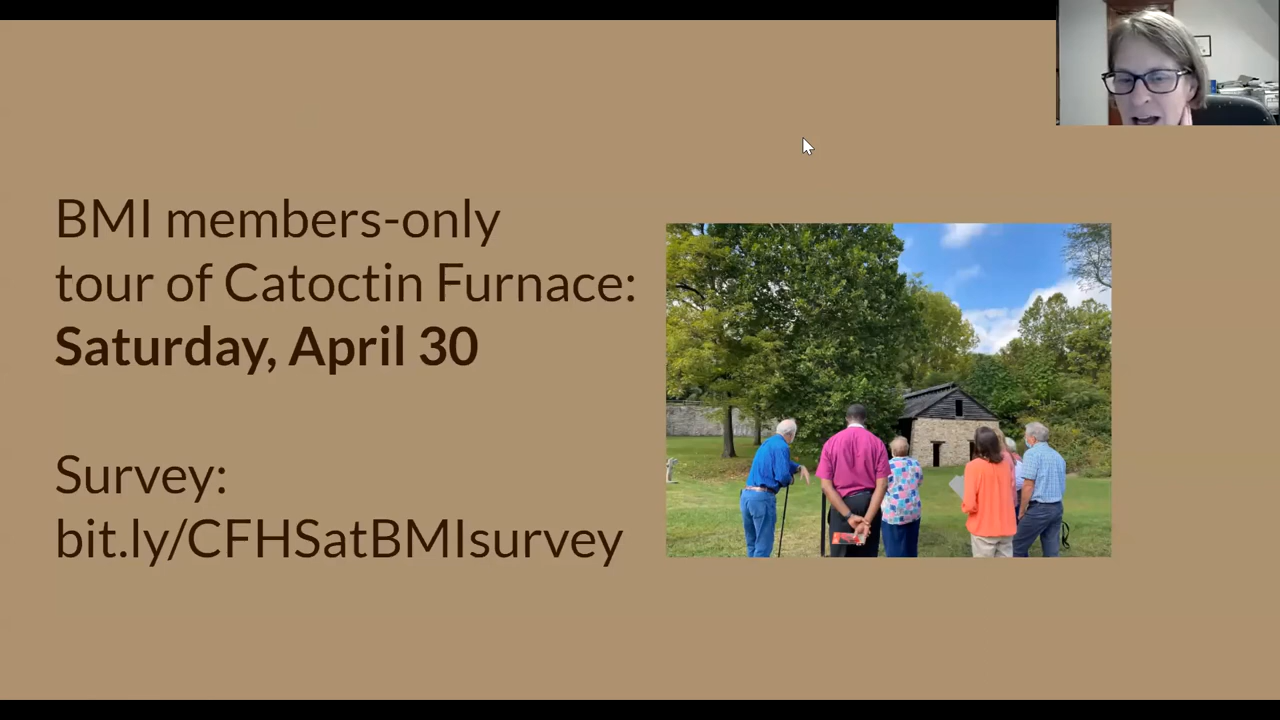 BMI members-only
tour of Catoctin Furnace:
Saturday, April 30
Survey:
bit.ly/CFHSatBMIsurvey